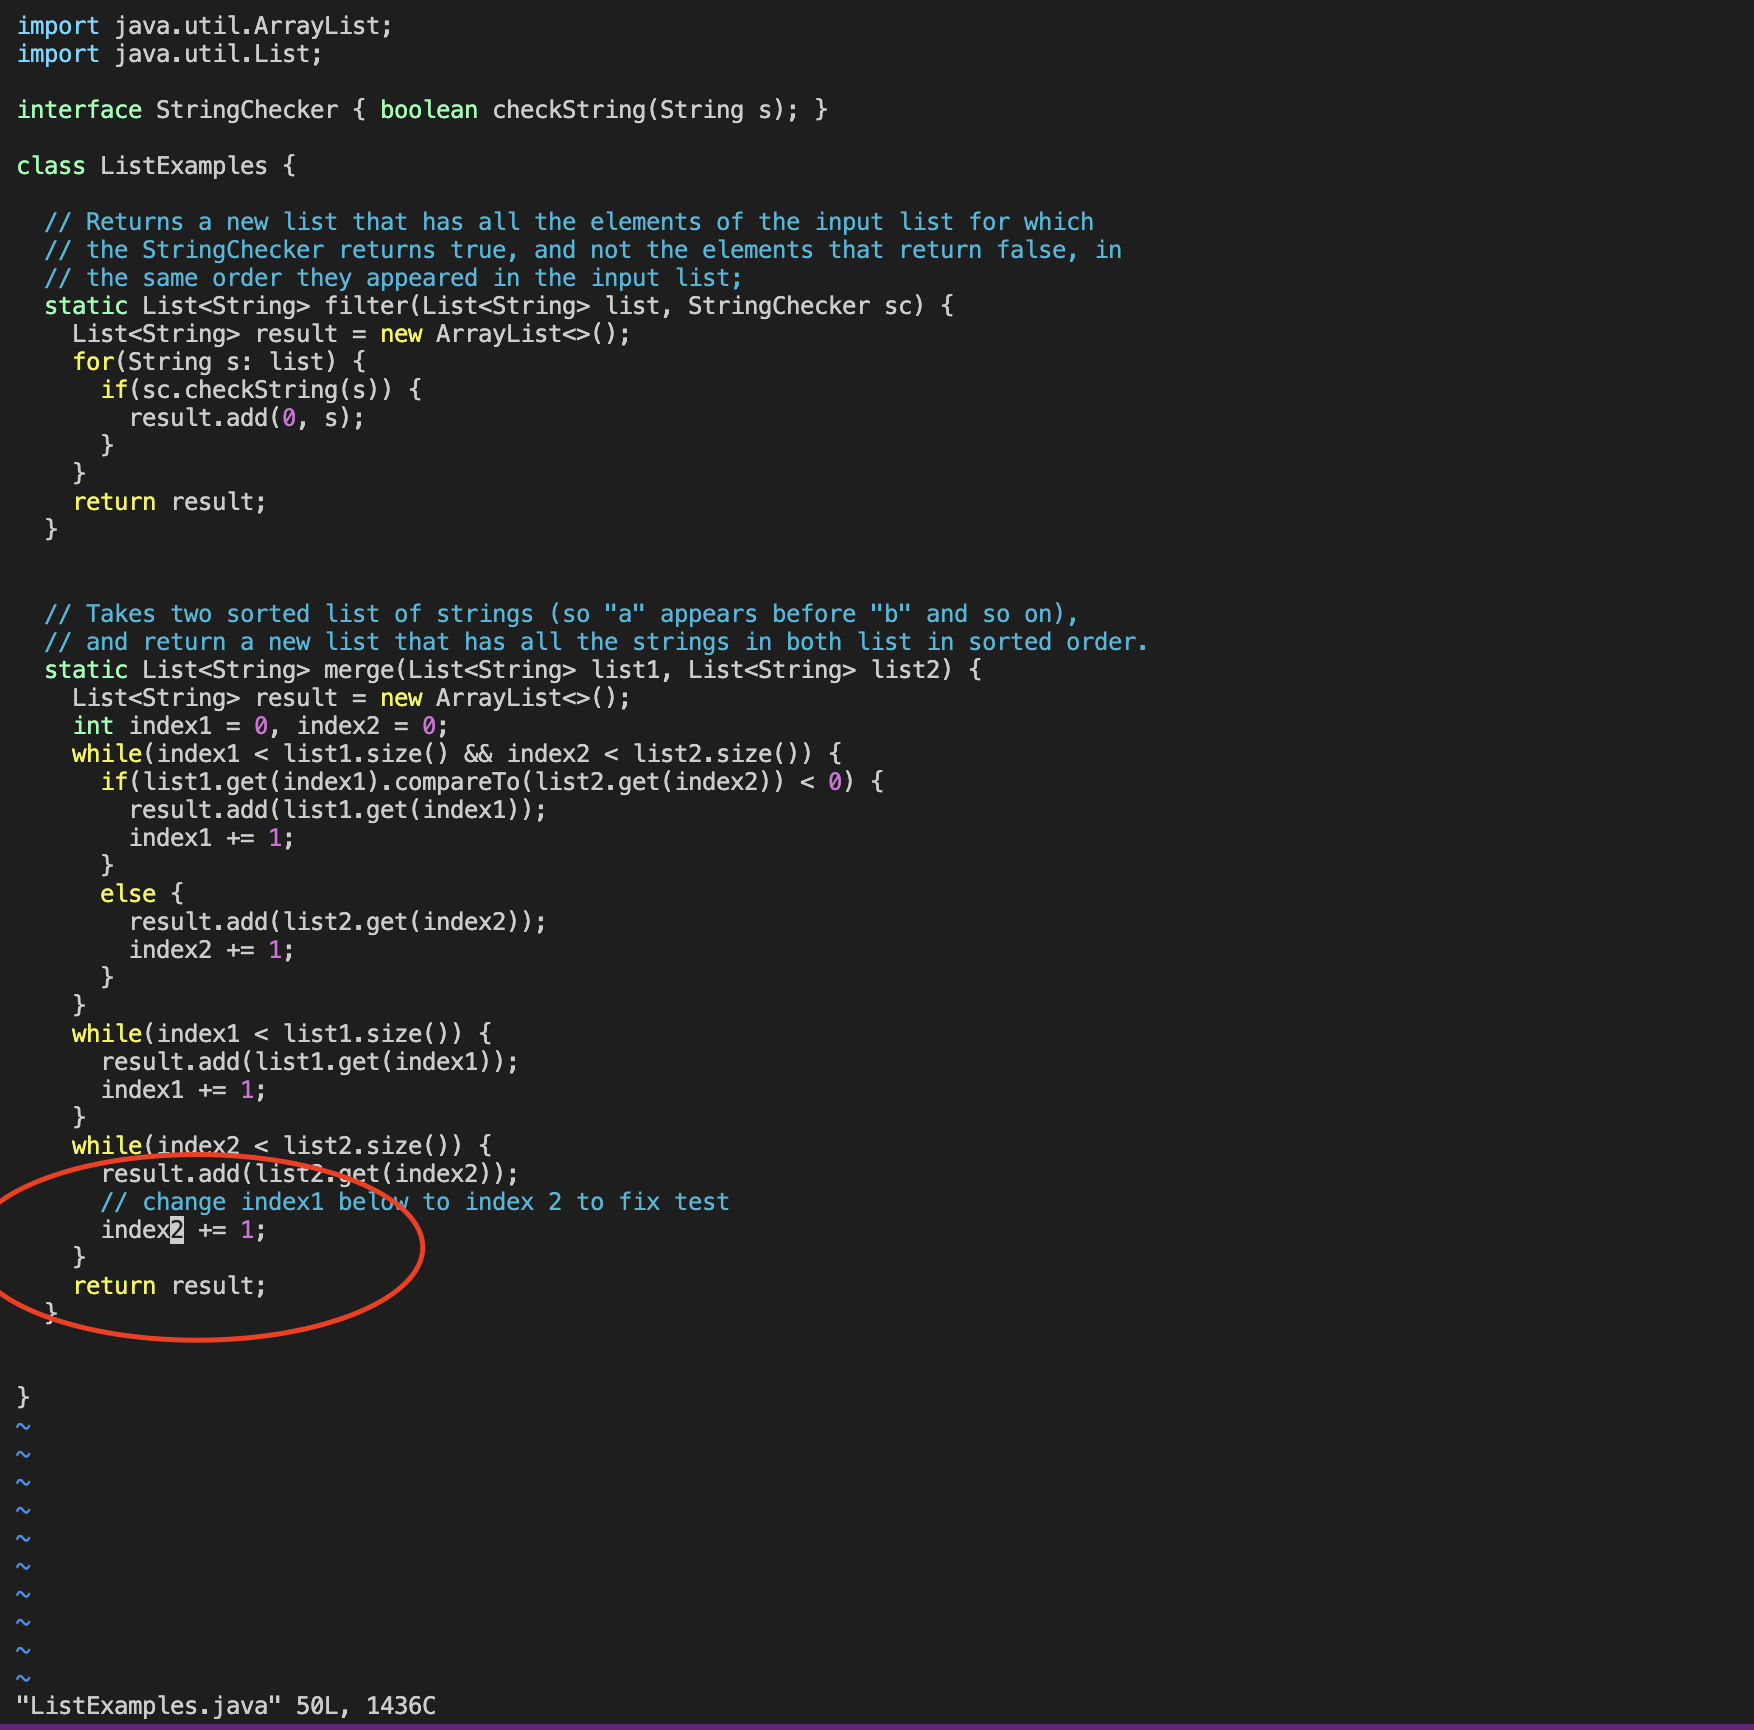 import java.util.ArrayList;
import java.util.List;

interface StringChecker { boolean checkString(String s); }

class ListExamples {

  // Returns a new list that has all the elements of the input list for which
  // the StringChecker returns true, and not the elements that return false, in
  // the same order they appeared in the input list;
  static List<String> filter(List<String> list, StringChecker sc) {
    List<String> result = new ArrayList<>();
    for(String s: list) {
      if(sc.checkString(s)) {
        result.add(0, s);
      }
    }
    return result;
  }


  // Takes two sorted list of strings (so "a" appears before "b" and so on),
  // and return a new list that has all the strings in both list in sorted order.
  static List<String> merge(List<String> list1, List<String> list2) {
    List<String> result = new ArrayList<>();
    int index1 = 0, index2 = 0;
    while(index1 < list1.size() && index2 < list2.size()) {
      if(list1.get(index1).compareTo(list2.get(index2)) < 0) {
        result.add(list1.get(index1));
        index1 += 1;
      }
      else {
        result.add(list2.get(index2));
        index2 += 1;
      }
    }
    while(index1 < list1.size()) {
      result.add(list1.get(index1));
      index1 += 1;
    }
    while(index2 < list2.size()) {
      result.add(list2.get(index2));
      // change index1 below to index 2 to fix test
      index2 += 1;
    }
    return result;
  }


}
~
~
~
~
~
~
~
~
~
~
"ListExamples.java" 50L, 1436C